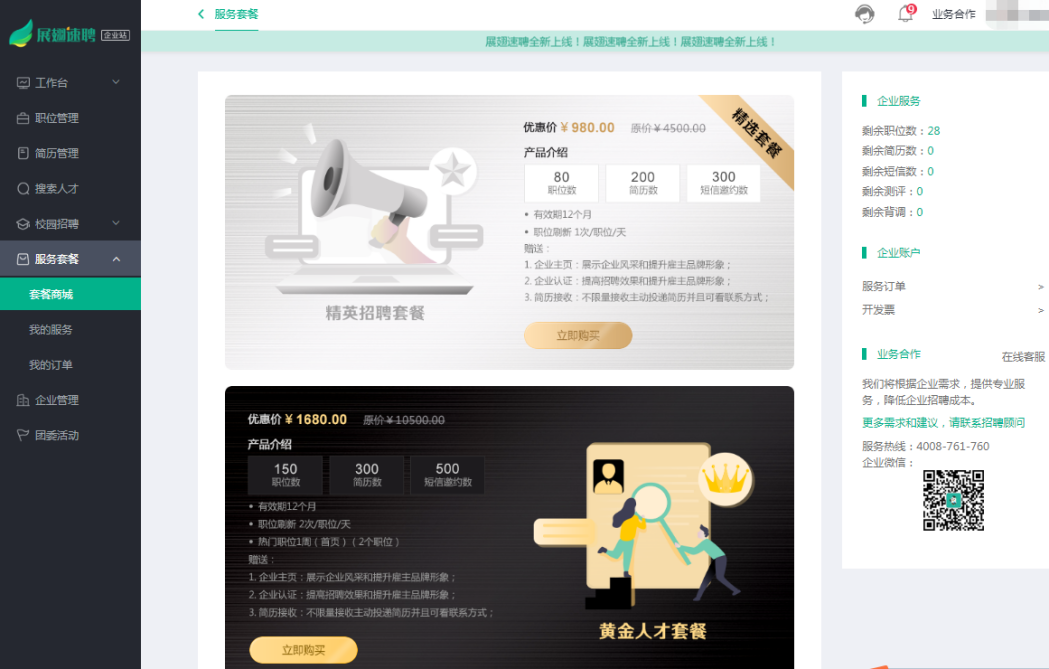 展翅速聘 企业站
工作台
职位管理
简历管理
搜索人才
校园招聘
服务套餐
套餐商城
我的服务
我的订单
企业管理
团委活动
服务套餐
9
业务合作
展翅速聘全新上线！展翅速聘全新上线！展翅速聘全新上线！
精选套餐
优惠价 ¥ 980.00 原价 ¥ 4500.00
产品介绍
80 200 300
职位数 简历数 短信邀约数
• 有效期12个月
• 职位刷新 1次/职位/天
赠送：
1. 企业主页：展示企业风采和提升雇主品牌形象；
2. 企业认证：提高招聘效果和提升雇主品牌形象；
3. 简历接收：不限量接收主动投递简历并且可看联系方式；
精英招聘套餐
立即购买
优惠价 ¥ 1680.00 原价 ¥ 10500.00
产品介绍
150 300 500
职位数 简历数 短信邀约数
• 有效期12个月
• 职位刷新 2次/职位/天
• 热门职位1周（首页）（2个职位）
赠送：
1. 企业主页：展示企业风采和提升雇主品牌形象；
2. 企业认证：提高招聘效果和提升雇主品牌形象；
3. 简历接收：不限量接收主动投递简历并且可看联系方式；
黄金人才套餐
立即购买
企业服务
剩余职位数：28
剩余简历数：0
剩余短信数：0
剩余测评：0
剩余背调：0
企业账户
服务订单 >
开发票 >
业务合作 在线客服
我们将根据企业需求，提供专业服
务，降低企业招聘成本。
更多需求和建议，请联系招聘顾问
服务热线：4008-761-760
企业微信：